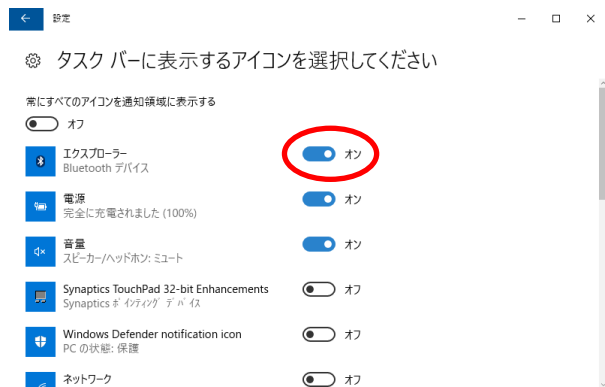 設定
タスク バーに表示するアイコンを選択してください
常にすべてのアイコンを通知領域に表示する
オフ
エクスプローラー
オン
Bluetooth デバイス
電源
オン
完全に充電されました (100%)
音量
オン
スピーカー/ヘッドホン: ミュート
Synaptics TouchPad 32-bit Enhancements
オフ
Synaptics ﾎﾟｲﾝﾃｨﾝｸﾞ ﾃﾞﾊﾞｲｽ
Windows Defender notification icon
オフ
PC の状態: 保護
ネットワーク
オフ